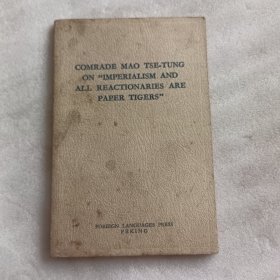 COMRADE MAO TSE-TUNG
ON "IMPERIALISM AND
ALL REACTIONARIES ARE
PAPER TIGERS"
FOREIGN LANGUAGES PRESS
PEKING